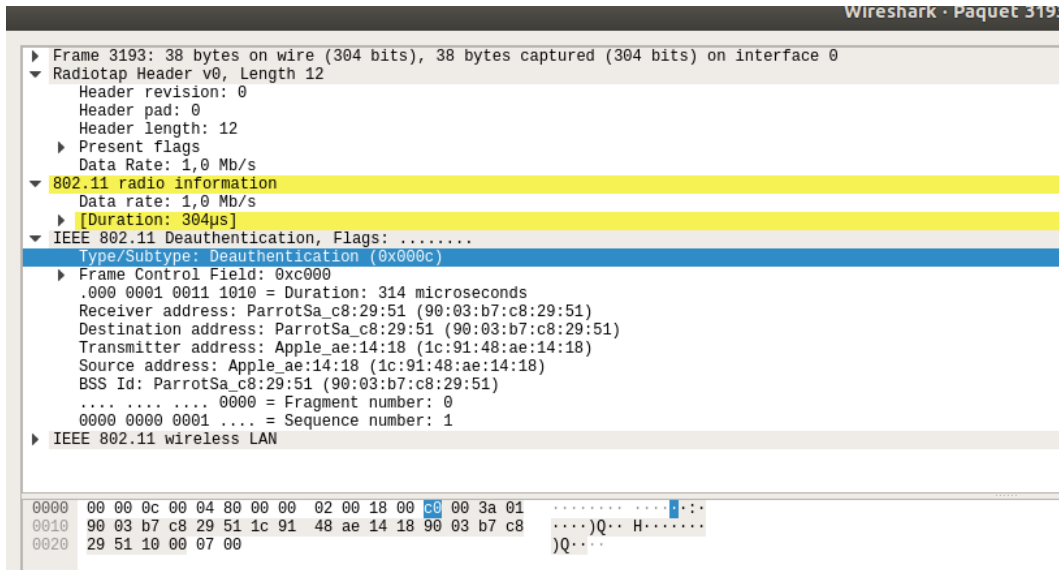 Wireshark · Paquet 3193
Frame 3193: 38 bytes on wire (304 bits), 38 bytes captured (304 bits) on interface 0
Radiotap Header v0, Length 12
Header revision: 0
Header pad: 0
Header length: 12
Present flags
Data Rate: 1,0 Mb/s
802.11 radio information
Data rate: 1,0 Mb/s
[Duration: 304µs]
IEEE 802.11 Deauthentication, Flags: ........
Type/Subtype: Deauthentication (0x000c)
Frame Control Field: 0xc000
.000 0001 0011 1010 = Duration: 314 microseconds
Receiver address: ParrotSa_c8:29:51 (90:03:b7:c8:29:51)
Destination address: ParrotSa_c8:29:51 (90:03:b7:c8:29:51)
Transmitter address: Apple_ae:14:18 (1c:91:48:ae:14:18)
Source address: Apple_ae:14:18 (1c:91:48:ae:14:18)
BSS Id: ParrotSa_c8:29:51 (90:03:b7:c8:29:51)
.... .... .... 0000 = Fragment number: 0
0000 0000 0001 .... = Sequence number: 1
IEEE 802.11 wireless LAN
0000 00 00 0c 00 04 80 00 00 02 00 18 00 c0 00 3a 01 ········ ······:·
0010 90 03 b7 c8 29 51 1c 91 48 ae 14 18 90 03 b7 c8 ····)Q·· H·······
0020 29 51 10 00 07 00 )Q····